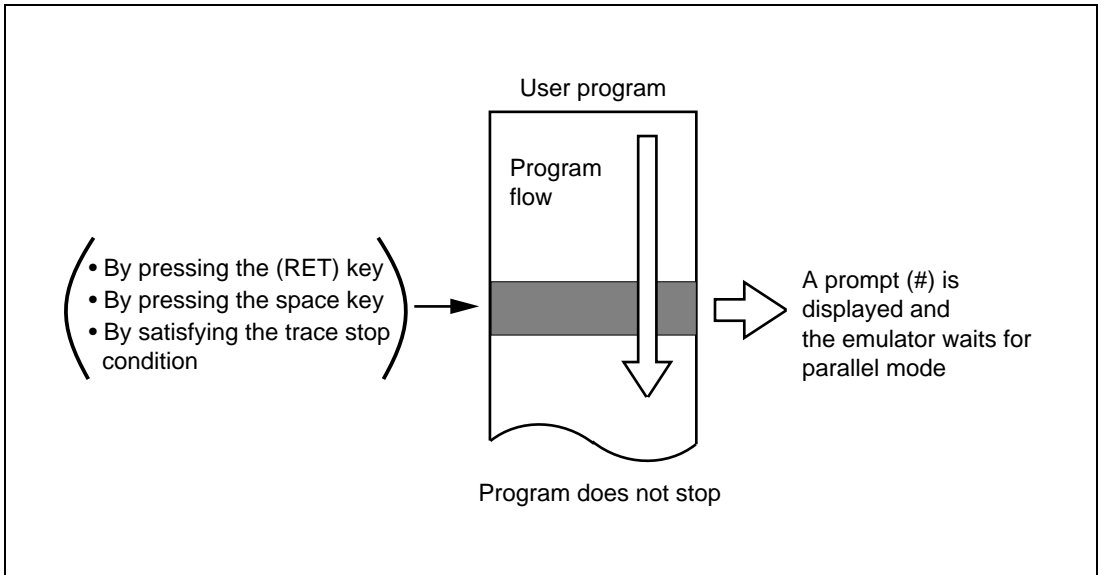 User program
Program
flow
• By pressing the (RET) key
• By pressing the space key
• By satisfying the trace stop
condition
A prompt (#) is
displayed and
the emulator waits for
parallel mode
Program does not stop